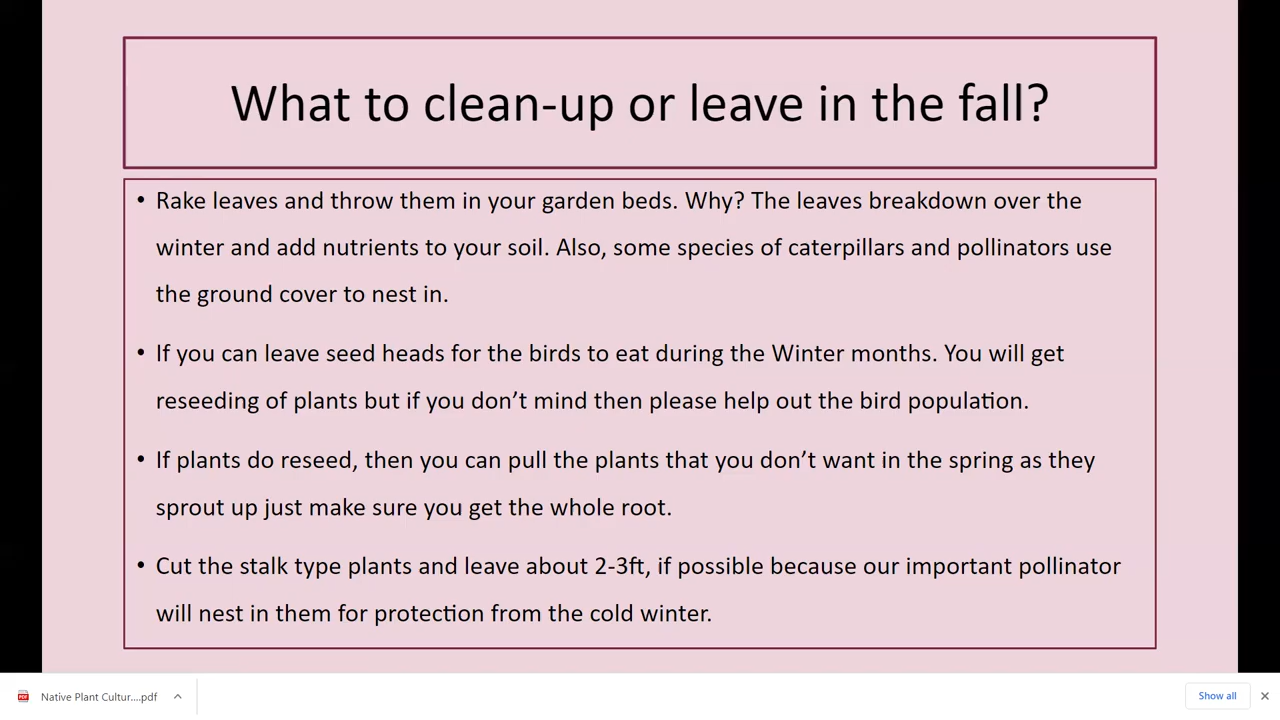 What to clean-up or leave in the fall?
• Rake leaves and throw them in your garden beds. Why? The leaves breakdown over the
winter and add nutrients to your soil. Also, some species of caterpillars and pollinators use
the ground cover to nest in.
• If you can leave seed heads for the birds to eat during the Winter months. You will get
reseeding of plants but if you don’t mind then please help out the bird population.
• If plants do reseed, then you can pull the plants that you don’t want in the spring as they
sprout up just make sure you get the whole root.
• Cut the stalk type plants and leave about 2-3ft, if possible because our important pollinator
will nest in them for protection from the cold winter.
PDF Native Plant Cultur....pdf Show all